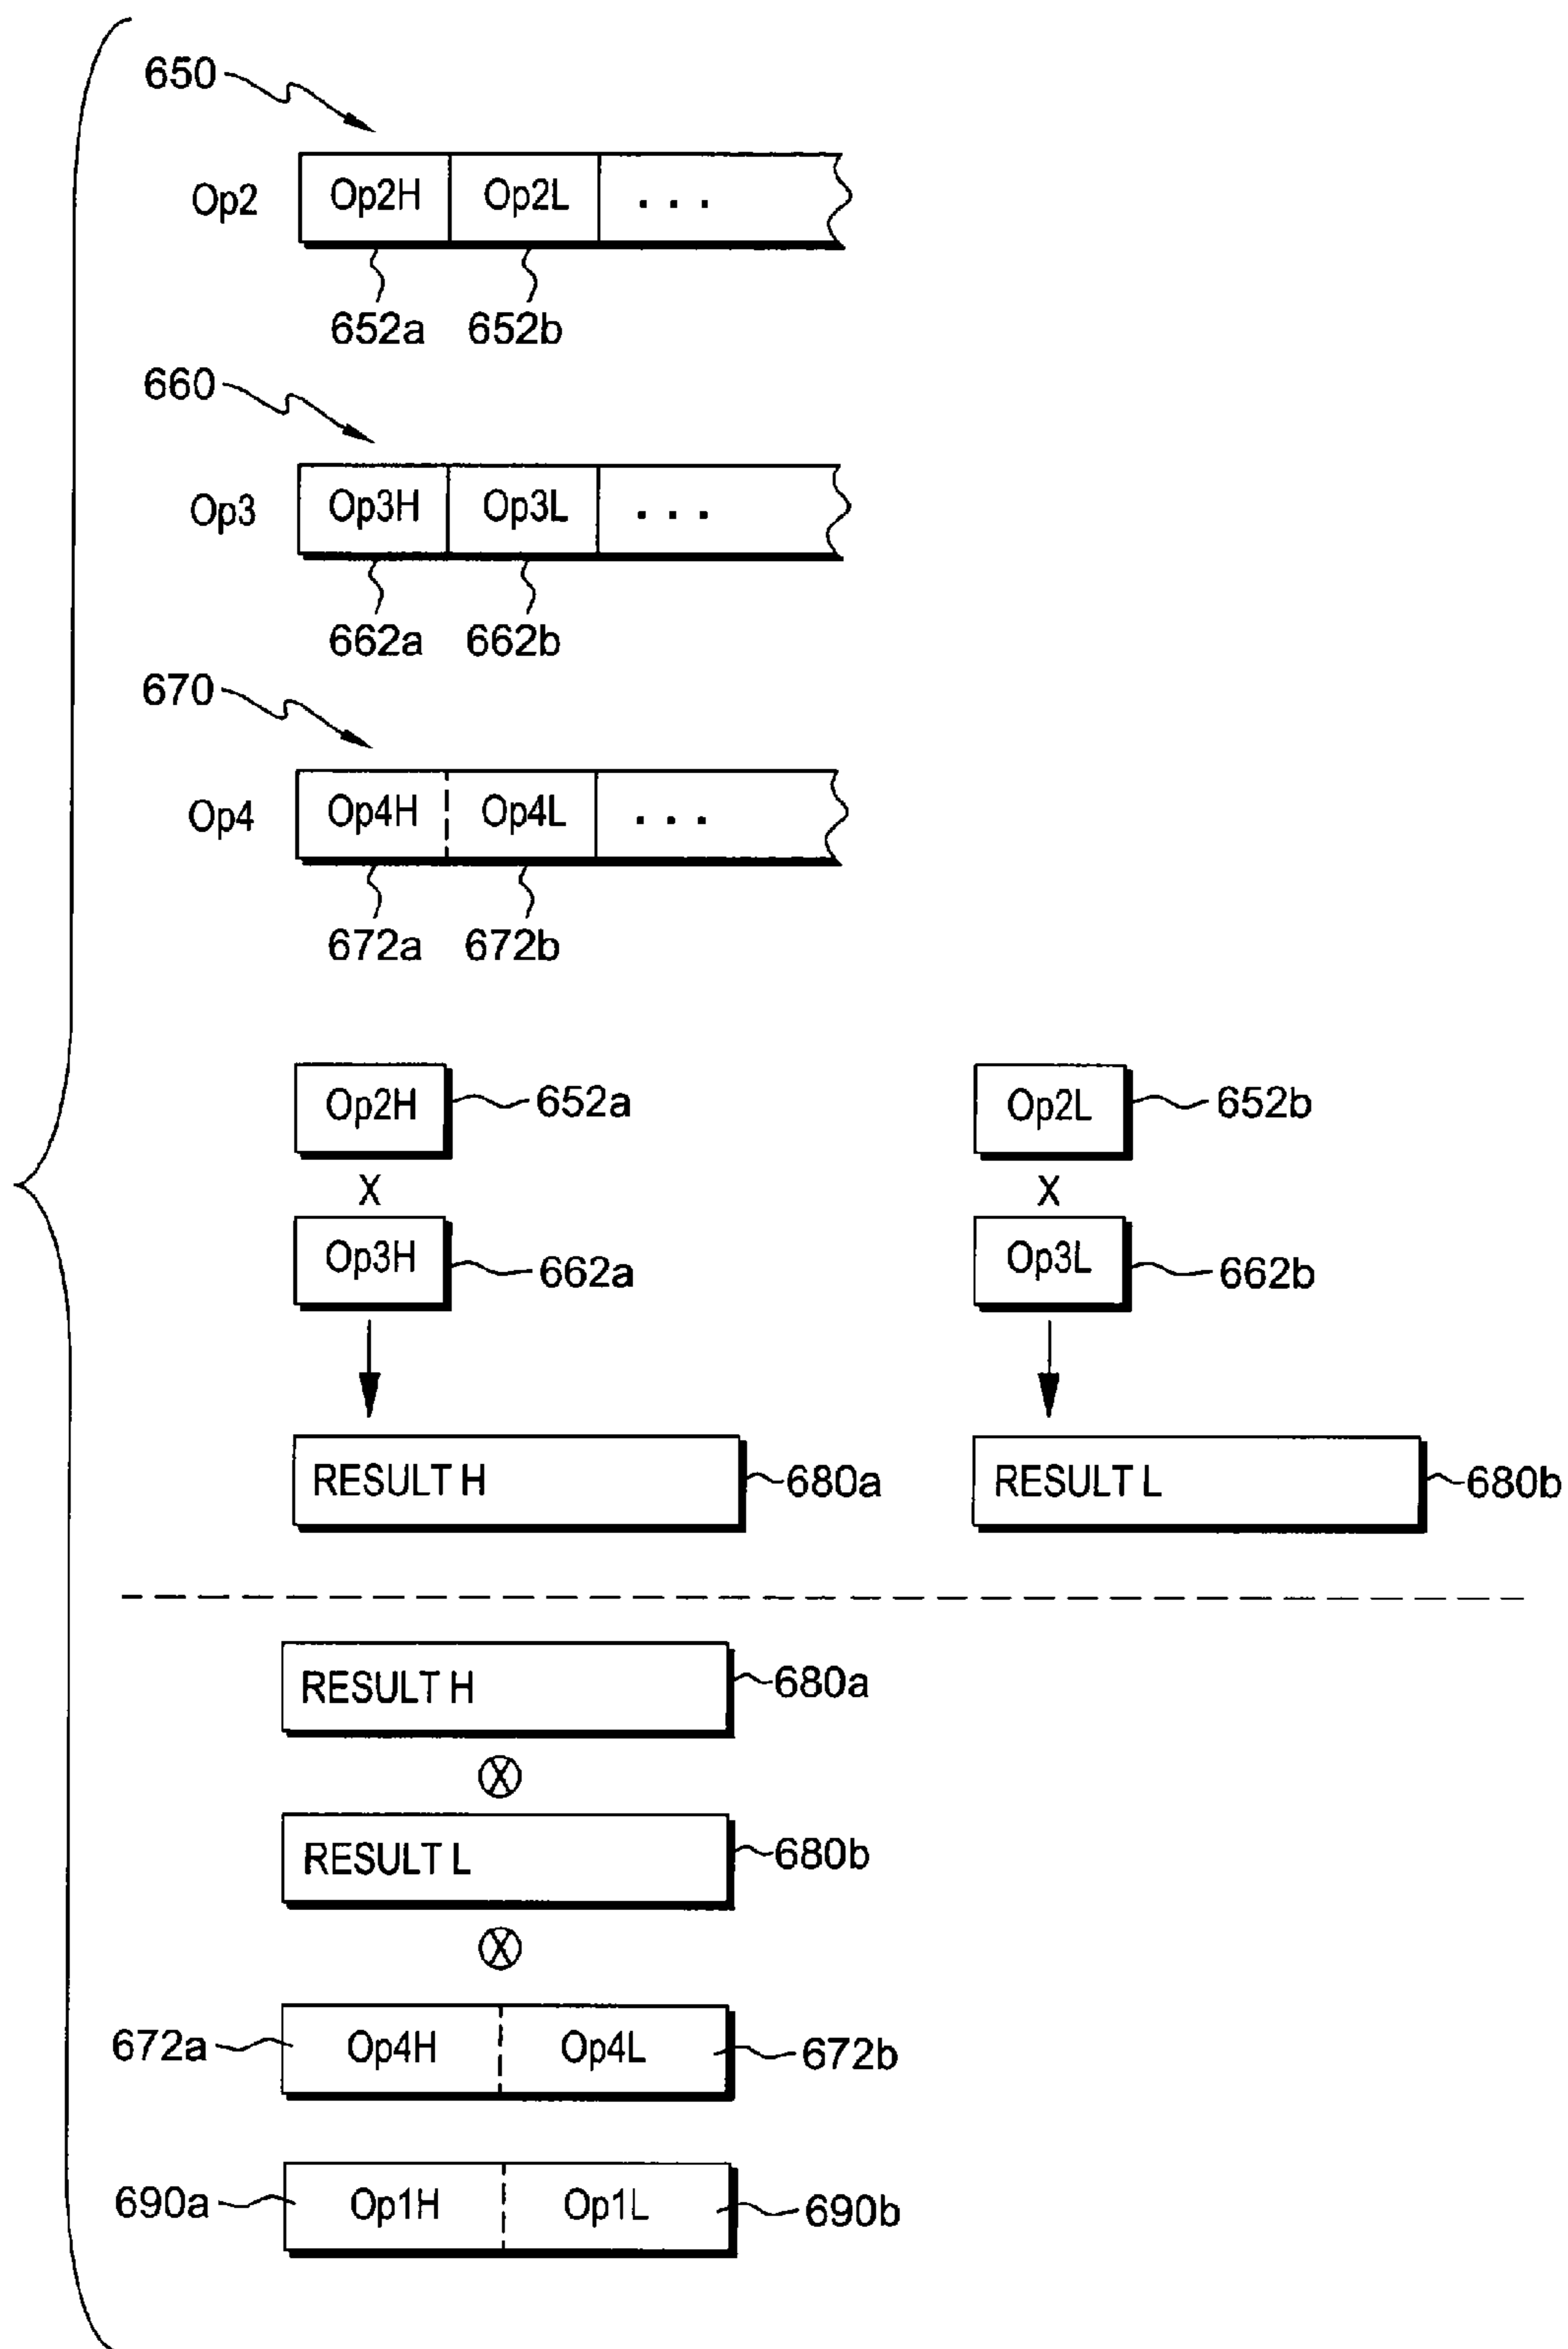 650
Op2 Op2H Op2L . . .
652a 652b
660
Op3 Op3H Op3L . . .
662a 662b
670
Op4 Op4H Op4L . . .
672a 672b
Op2H 652a Op2L 652b
X X
Op3H 662a Op3L 662b
RESULT H 680a RESULT L 680b
RESULT H 680a
X
RESULT L 680b
X
672a Op4H Op4L 672b
690a Op1H Op1L 690b